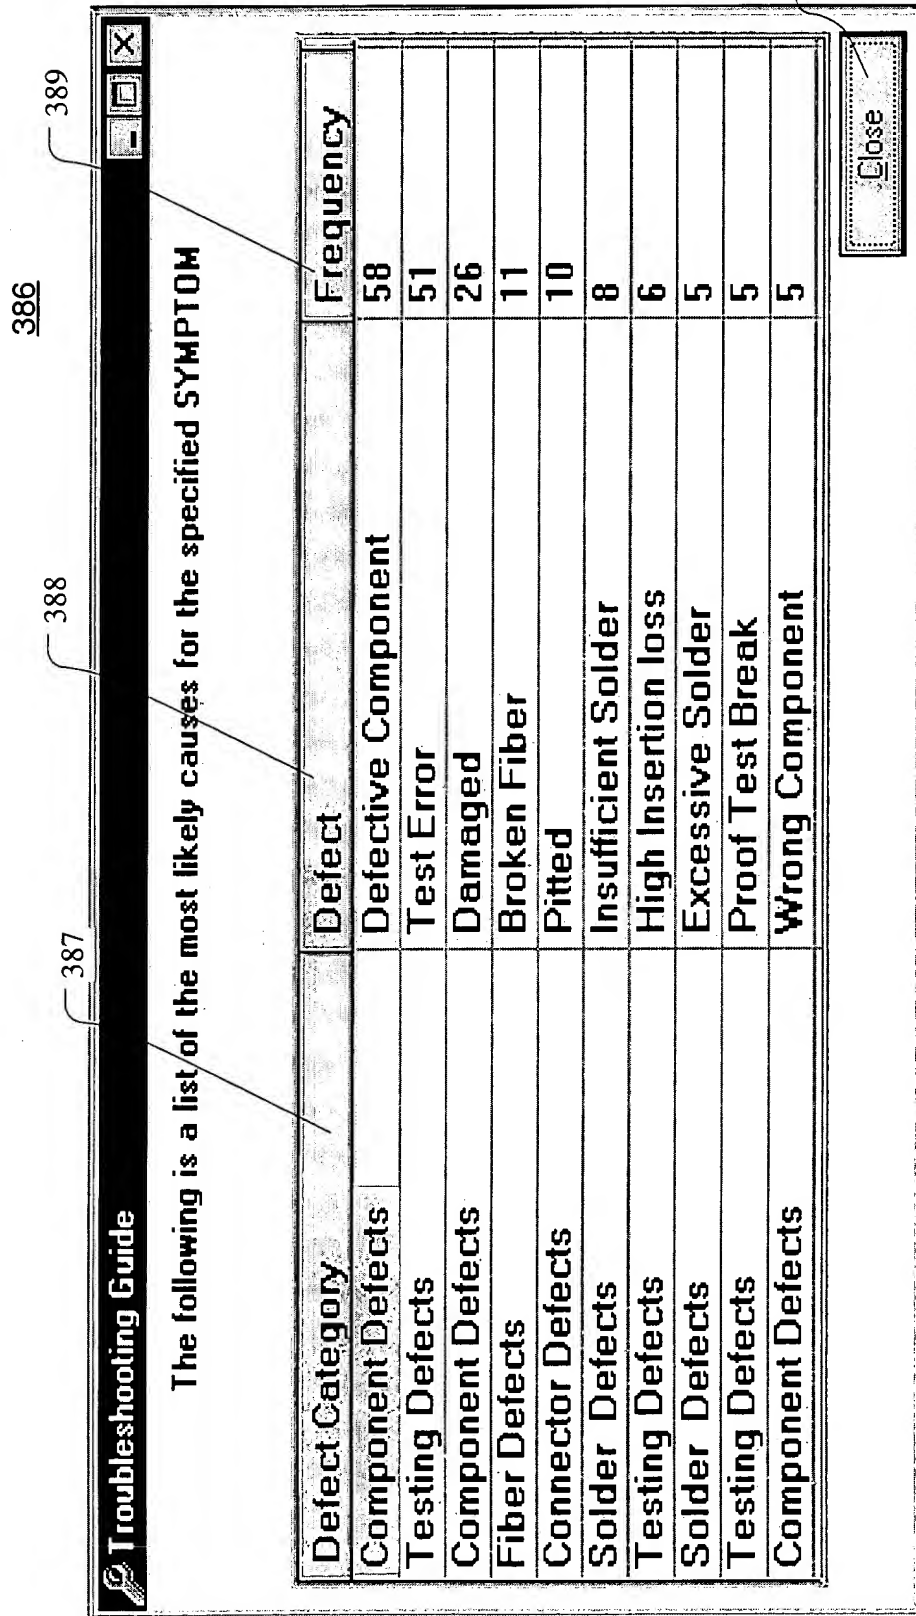 386
387
388
389
Troubleshooting Guide
The following is a list of the most likely causes for the specified SYMPTOM
Defect Category Defect Frequency
Component Defects Defective Component 58
Testing Defects Test Error 51
Component Defects Damaged 26
Fiber Defects Broken Fiber 11
Connector Defects Pitted 10
Solder Defects Insufficient Solder 8
Testing Defects High Insertion loss 6
Solder Defects Excessive Solder 5
Testing Defects Proof Test Break 5
Component Defects Wrong Component 5
Close